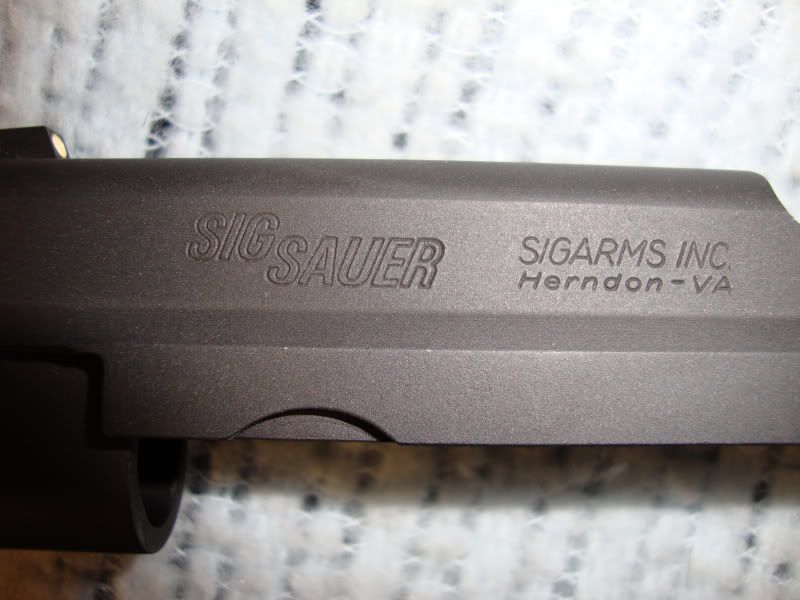 SIG
SAUER
SIGARMS INC.
Herndon-VA